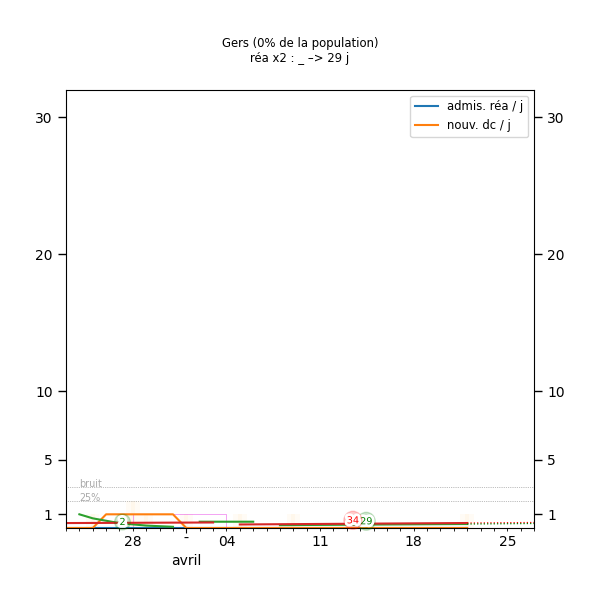 Gers (0% de la population)
réa x2 : _ –> 29 j
admis. réa / j
nouv. dc / j
30 30
20 20
10 10
5 5
bruit
25%
1 1
2 34 29
28 - 04 11 18 25
avril